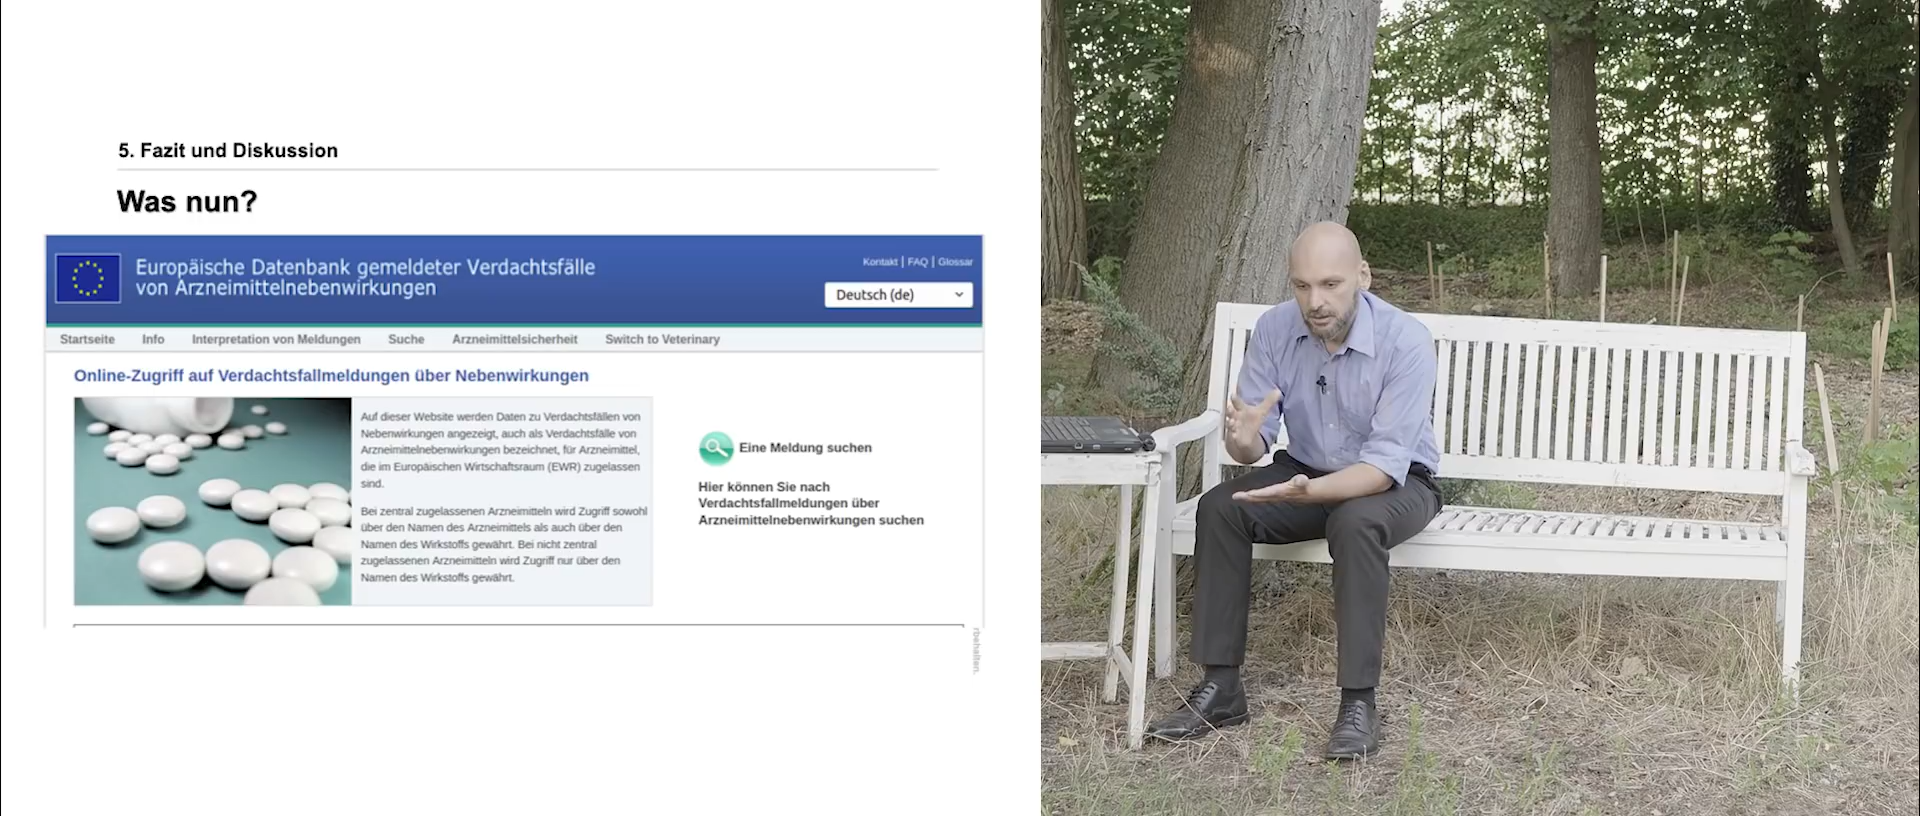 5. Fazit und Diskussion
Was nun?
Europäische Datenbank gemeldeter Verdachtsfälle
von Arzneimittelnebenwirkungen
Kontakt | FAQ | Glossar
Deutsch (de)
Startseite Info Interpretation von Meldungen Suche Arzneimittelsicherheit Switch to Veterinary
Online-Zugriff auf Verdachtsfallmeldungen über Nebenwirkungen
Auf dieser Website werden Daten zu Verdachtsfällen von
Nebenwirkungen angezeigt, auch als Verdachtsfälle von
Arzneimittelnebenwirkungen bezeichnet, für Arzneimittel,
die im Europäischen Wirtschaftsraum (EWR) zugelassen
sind.
Bei zentral zugelassenen Arzneimitteln wird Zugriff sowohl
über den Namen des Arzneimittels als auch über den
Namen des Wirkstoffs gewährt. Bei nicht zentral
zugelassenen Arzneimitteln wird Zugriff nur über den
Namen des Wirkstoffs gewährt.
Eine Meldung suchen
Hier können Sie nach
Verdachtsfallmeldungen über
Arzneimittelnebenwirkungen suchen
rbehalten.